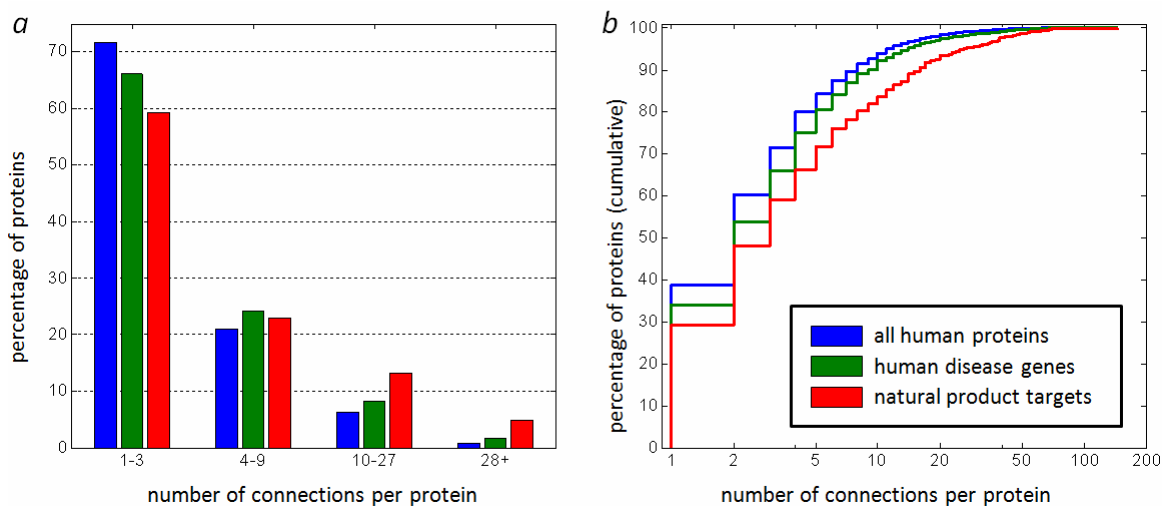 a
percentage of proteins
70
60
50
40
30
20
10
0
1-3 4-9 10-27 28+
number of connections per protein
b
percentage of proteins (cumulative)
100
90
80
70
60
50
40
30
20
10
0
1 2 5 10 20 50 100 200
number of connections per protein
all human proteins
human disease genes
natural product targets